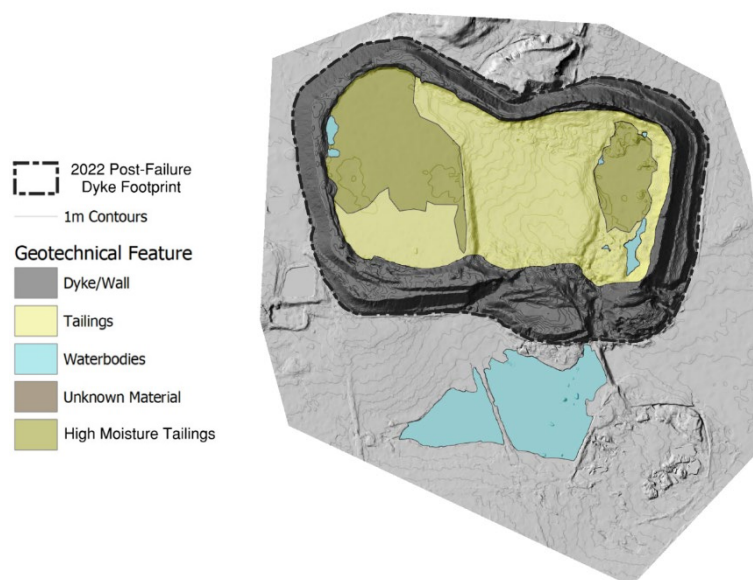 2022 Post-Failure
Dyke Footprint
1m Contours
Geotechnical Feature
Dyke/Wall
Tailings
Waterbodies
Unknown Material
High Moisture Tailings